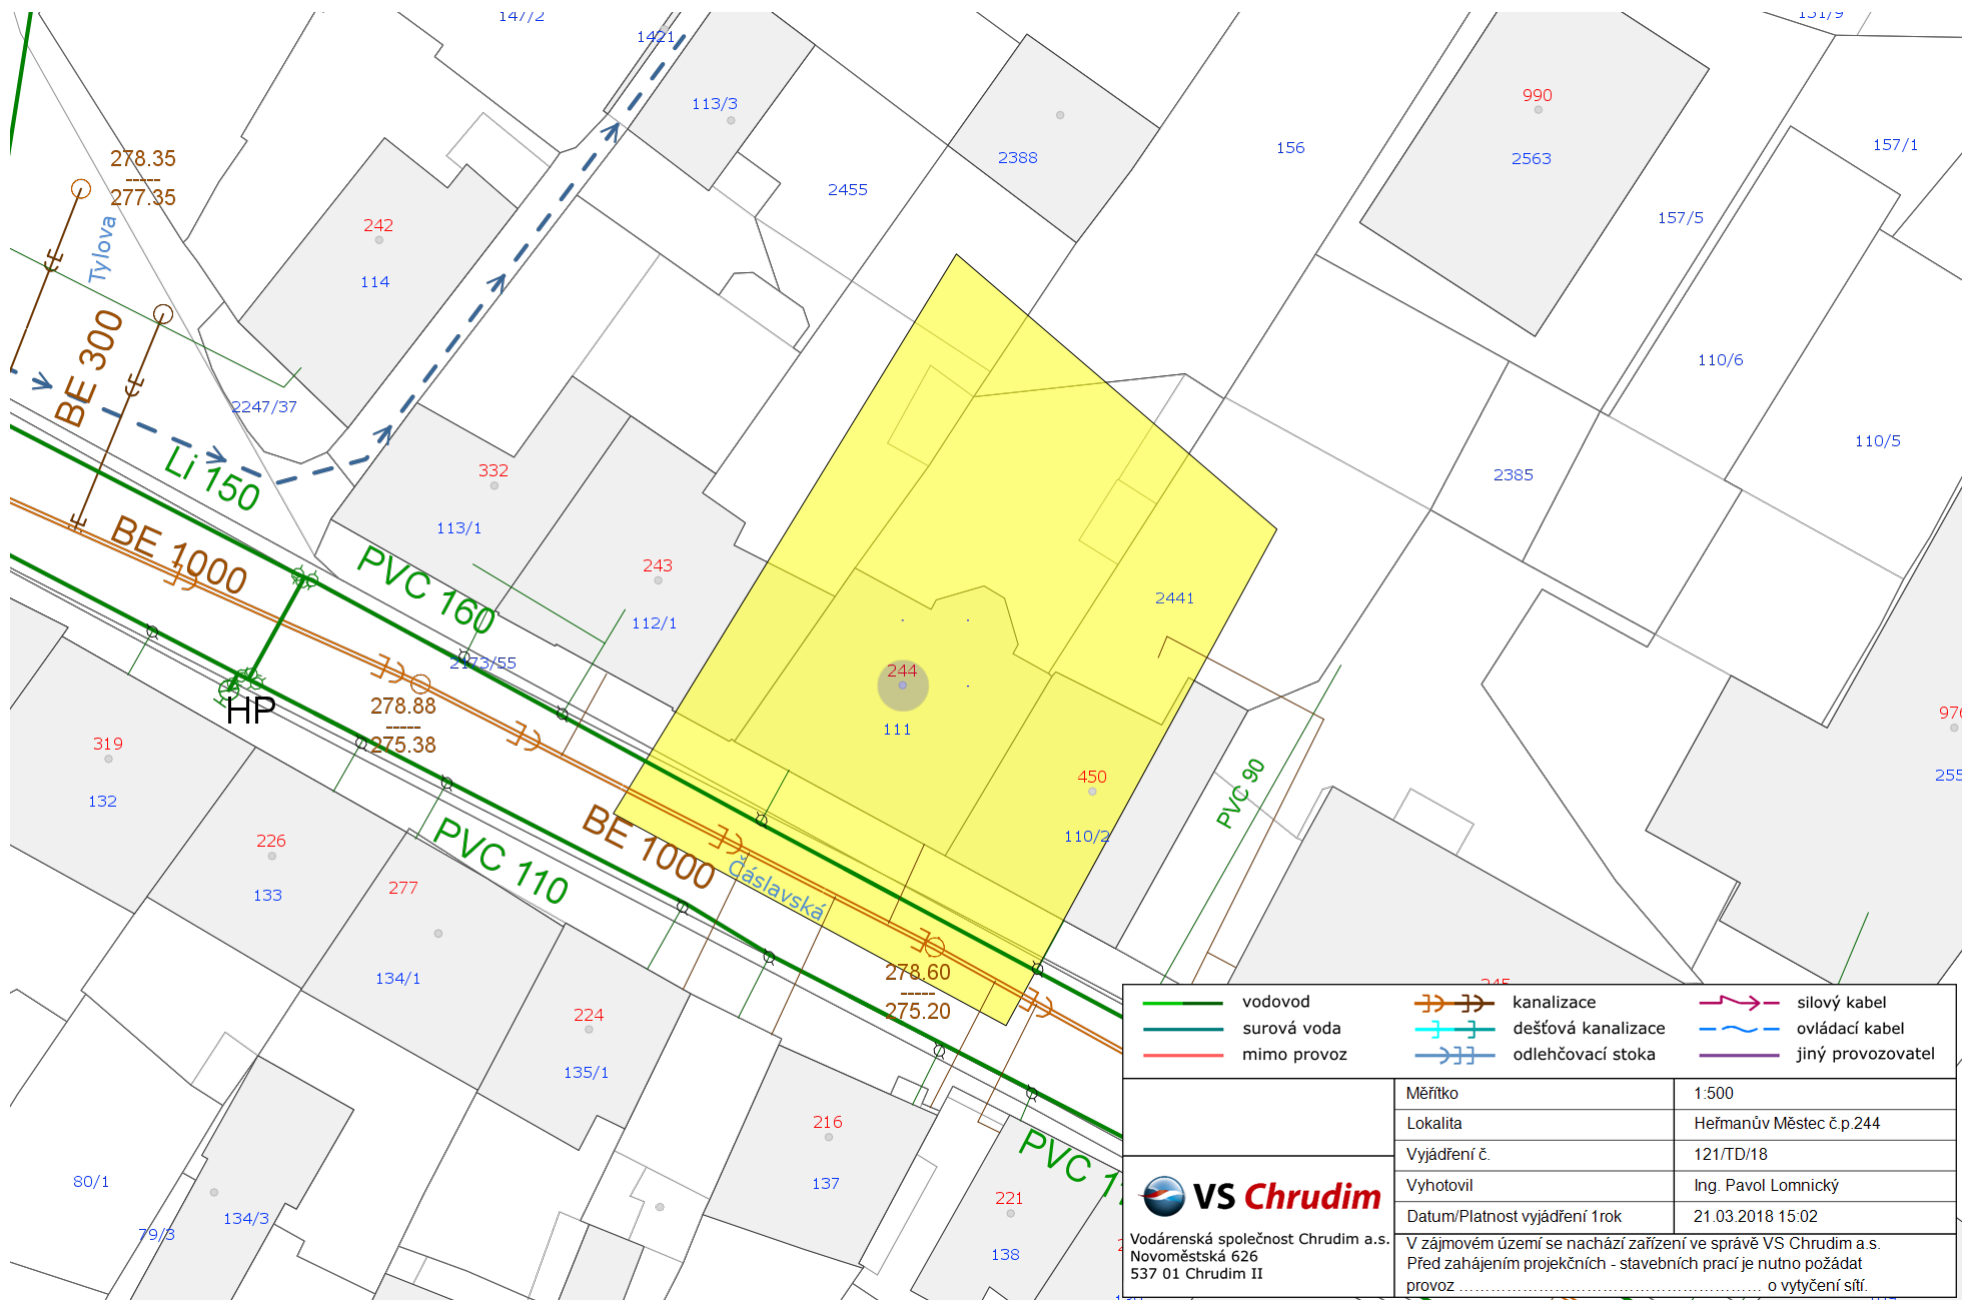 147/2
1421
151/9
113/3
990
278.35
-----
277.35
2388
156
2563
157/1
2455
157/5
Tylova
242
114
BE 300
110/6
2247/37
110/5
Li 150
332
2385
113/1
BE 1000
PVC 160
243
2441
112/1
2173/55
244
HP
278.88
-----
275.38
111
319
976
132
450
255
PVC 90
226
BE 1000
110/2
277
PVC 110
Čáslavská
133
134/1
278.60
-----
275.20
224
245
135/1
216
PVC 1
80/1
137
221
134/3
79/3
138
vodovod
kanalizace
silový kabel
surová voda
dešťová kanalizace
ovládací kabel
mimo provoz
odlehčovací stoka
jiný provozovatel
Měřítko 1:500
Lokalita Heřmanův Městec č.p.244
Vyjádření č. 121/TD/18
Vyhotovil Ing. Pavol Lomnický
Datum/Platnost vyjádření 1rok 21.03.2018 15:02
VS Chrudim
Vodárenská společnost Chrudim a.s.
Novoměstská 626
537 01 Chrudim II
V zájmovém území se nachází zařízení ve správě VS Chrudim a.s.
Před zahájením projekčních - stavebních prací je nutno požádat
provoz ...................................................... o vytyčení sítí.